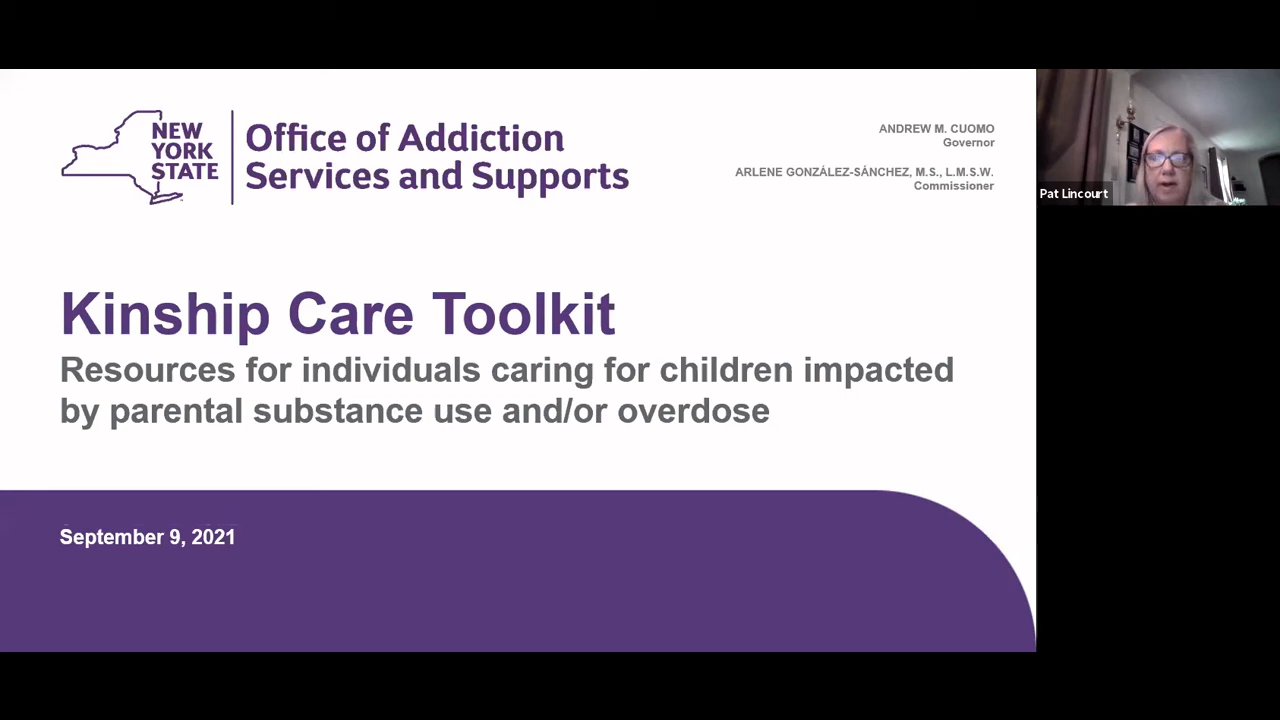 NEW
YORK
STATE
Office of Addiction
Services and Supports
ANDREW M. CUOMO
Governor
ARLENE GONZÁLEZ-SÁNCHEZ, M.S., L.M.S.W.
Commissioner
Pat Lincourt
Kinship Care Toolkit
Resources for individuals caring for children impacted
by parental substance use and/or overdose
September 9, 2021